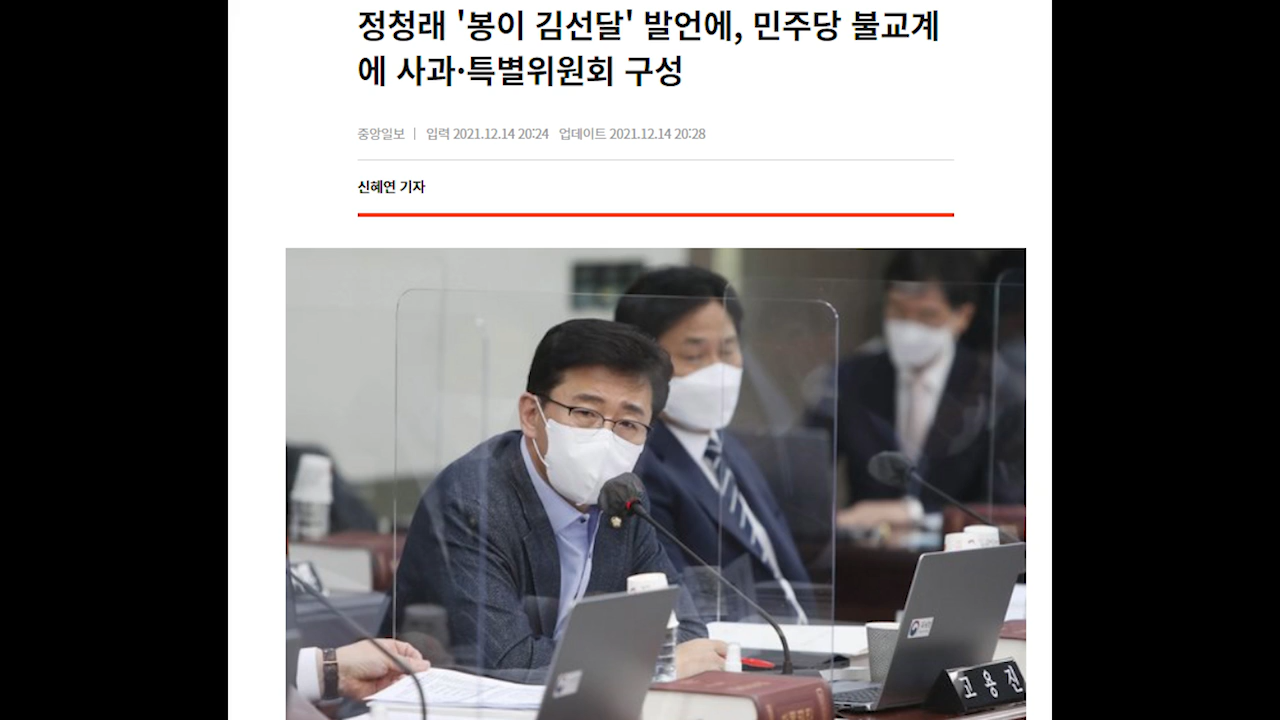 정청래 '봉이 김선달' 발언에, 민주당 불교계
에 사과·특별위원회 구성
중앙일보 | 입력 2021.12.14 20:24 업데이트 2021.12.14 20:28
신혜연 기자
고용진